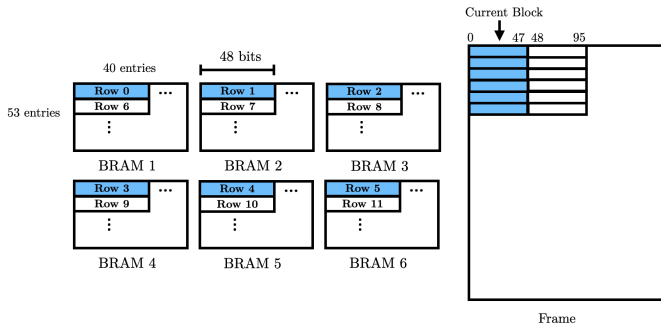 Current Block
0 47 48 95
40 entries
48 bits
53 entries
Row 0 ...
Row 6
⋮
BRAM 1
Row 1 ...
Row 7
⋮
BRAM 2
Row 2 ...
Row 8
⋮
BRAM 3
Row 3 ...
Row 9
⋮
BRAM 4
Row 4 ...
Row 10
⋮
BRAM 5
Row 5 ...
Row 11
⋮
BRAM 6
Frame